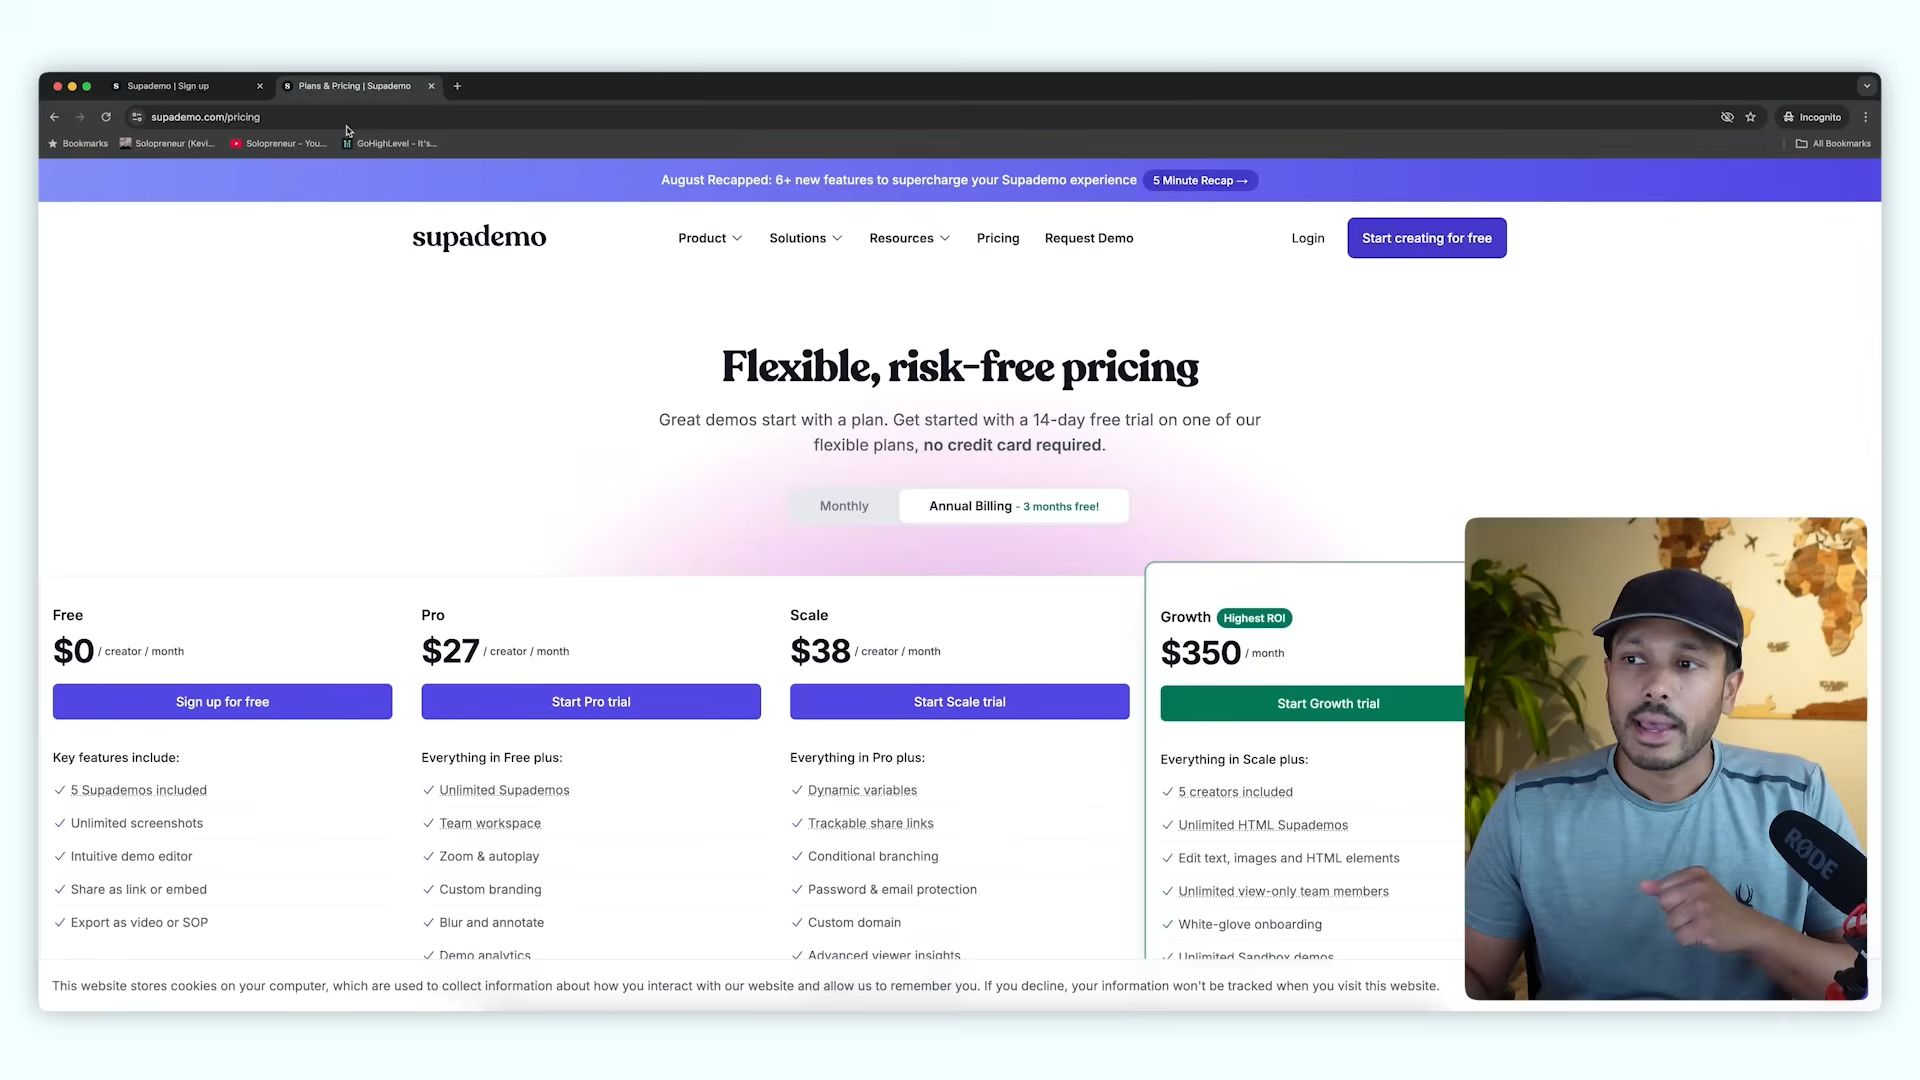 Supademo | Sign up
Plans & Pricing | Supademo
supademo.com/pricing
Incognito
Bookmarks
Solopreneur (Kevi...
Solopreneur - You...
GoHighLevel - It's...
All Bookmarks
August Recapped: 6+ new features to supercharge your Supademo experience
5 Minute Recap →
supademo
Product
Solutions
Resources
Pricing
Request Demo
Login
Start creating for free
Flexible, risk-free pricing
Great demos start with a plan. Get started with a 14-day free trial on one of our
flexible plans, no credit card required.
Monthly
Annual Billing - 3 months free!
Free
$0 / creator / month
Sign up for free
Key features include:
5 Supademos included
Unlimited screenshots
Intuitive demo editor
Share as link or embed
Export as video or SOP
Pro
$27 / creator / month
Start Pro trial
Everything in Free plus:
Unlimited Supademos
Team workspace
Zoom & autoplay
Custom branding
Blur and annotate
Demo analytics
Scale
$38 / creator / month
Start Scale trial
Everything in Pro plus:
Dynamic variables
Trackable share links
Conditional branching
Password & email protection
Custom domain
Advanced viewer insights
Growth Highest ROI
$350 / month
Start Growth trial
Everything in Scale plus:
5 creators included
Unlimited HTML Supademos
Edit text, images and HTML elements
Unlimited view-only team members
White-glove onboarding
Unlimited Sandbox demos
This website stores cookies on your computer, which are used to collect information about how you interact with our website and allow us to remember you. If you decline, your information won't be tracked when you visit this website.
RØDE